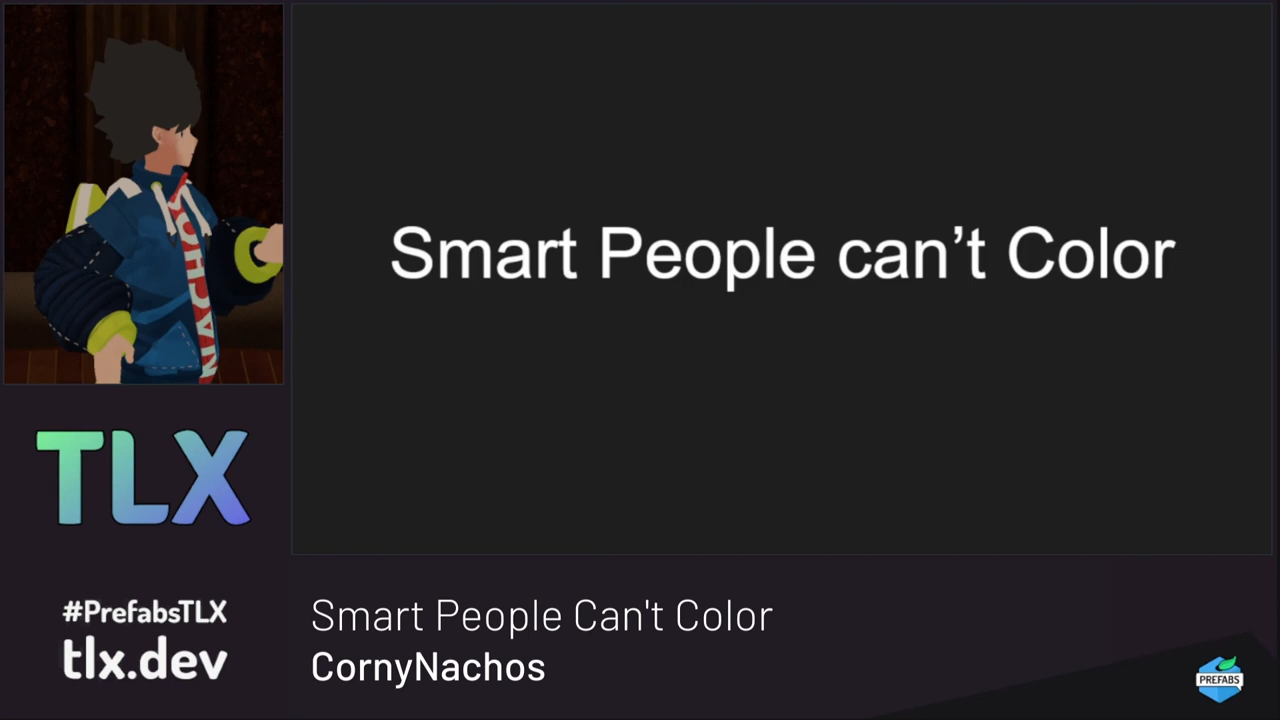 Smart People can’t Color
TLX
#PrefabsTLX
tlx.dev
Smart People Can't Color
CornyNachos
PREFABS